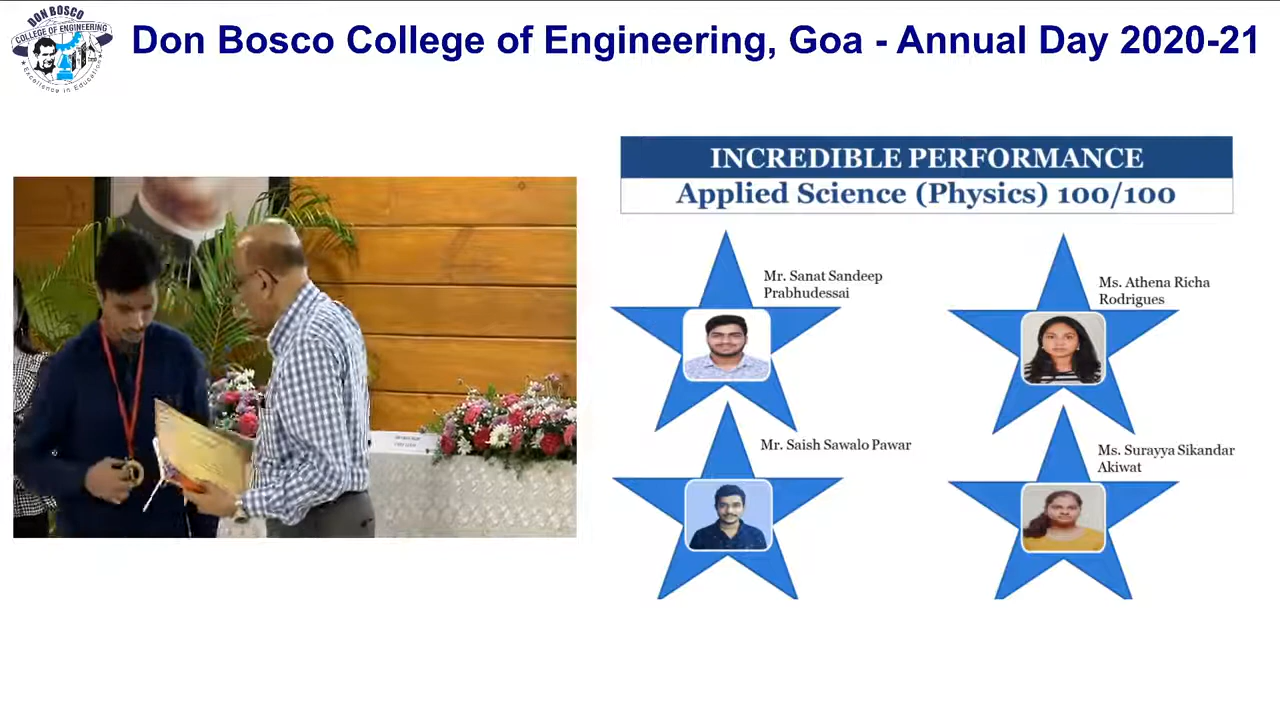 DON BOSCO
COLLEGE OF ENGINEERING
Excellence in Education
Don Bosco College of Engineering, Goa - Annual Day 2020-21
INCREDIBLE PERFORMANCE
Applied Science (Physics) 100/100
Mr. Sanat Sandeep
Prabhudessai
Ms. Athena Richa
Rodrigues
Mr. Saish Sawalo Pawar
Ms. Surayya Sikandar
Akiwat